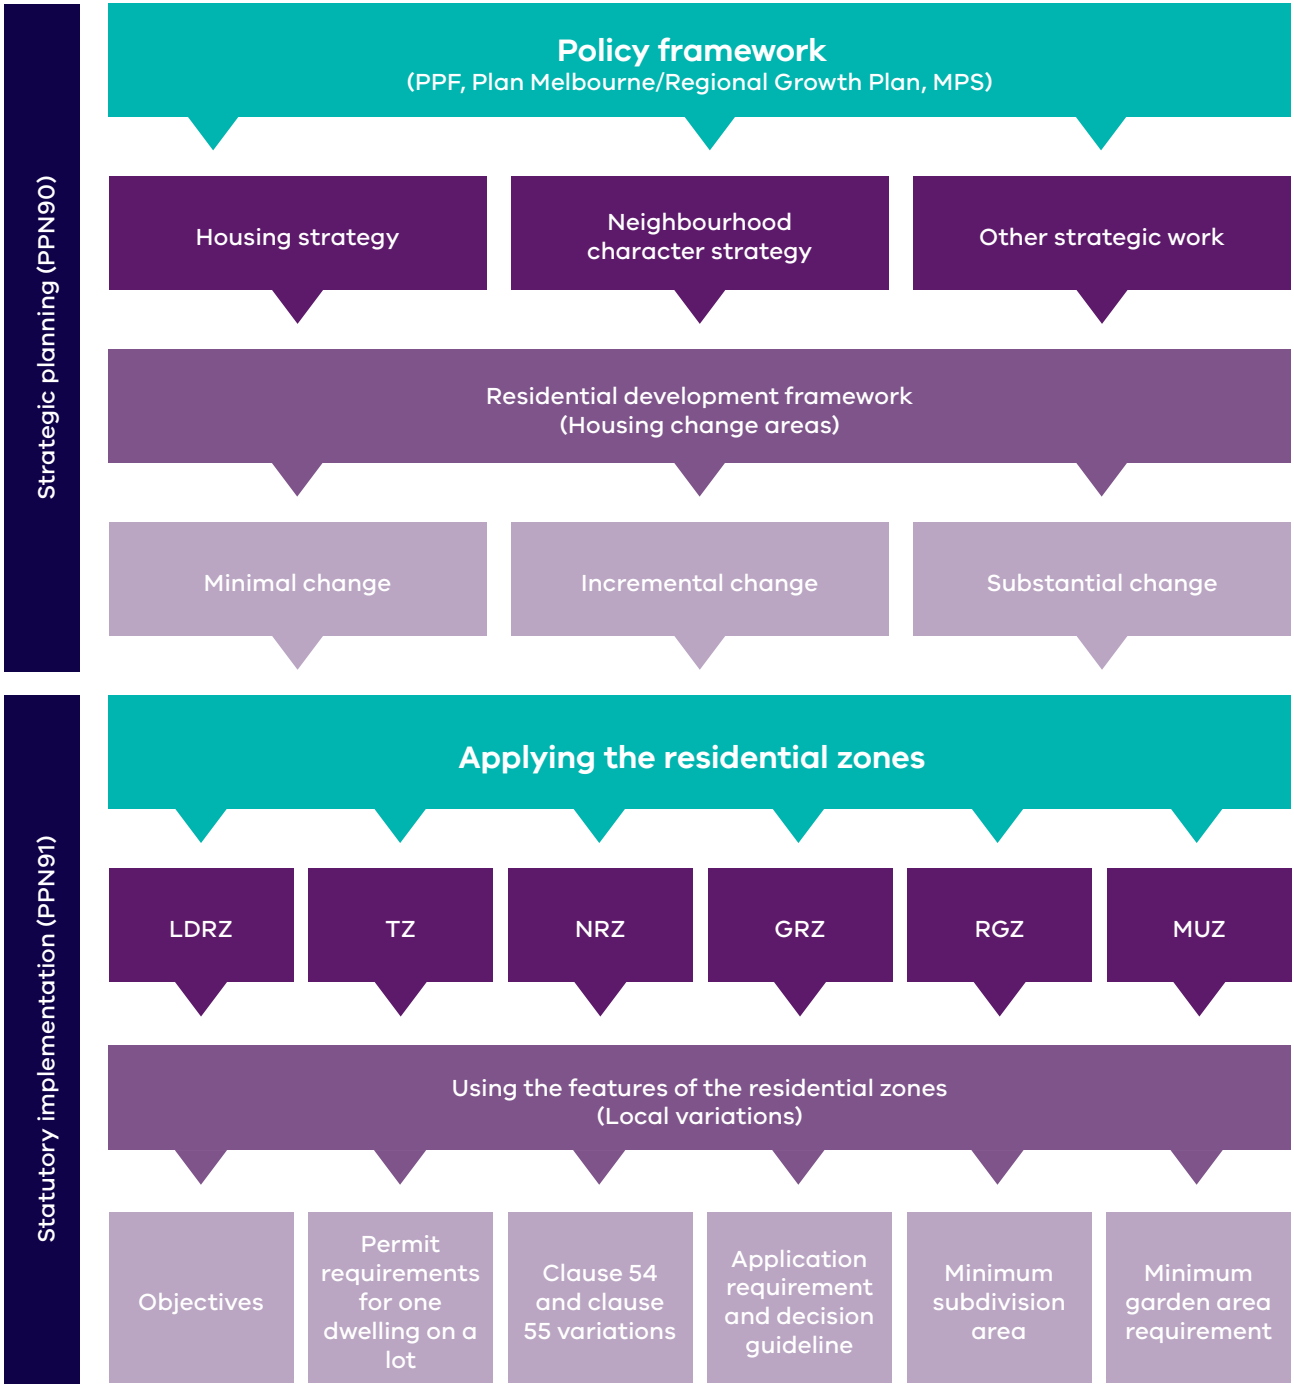 Strategic planning (PPN90)
Policy framework
(PPF, Plan Melbourne/Regional Growth Plan, MPS)
Housing strategy
Neighbourhood
character strategy
Other strategic work
Residential development framework
(Housing change areas)
Minimal change
Incremental change
Substantial change
Statutory implementation (PPN91)
Applying the residential zones
LDRZ
TZ
NRZ
GRZ
RGZ
MUZ
Using the features of the residential zones
(Local variations)
Objectives
Permit
requirements
for one
dwelling on a
lot
Clause 54
and clause
55 variations
Application
requirement
and decision
guideline
Minimum
subdivision
area
Minimum
garden area
requirement